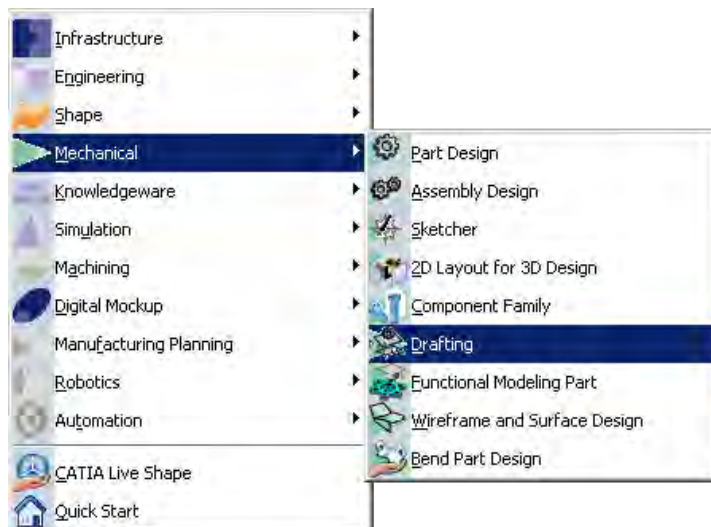 Infrastructure
Engineering
Shape
Mechanical
Knowledgeware
Simulation
Machining
Digital Mockup
Manufacturing Planning
Robotics
Automation
CATIA Live Shape
Quick Start
Part Design
Assembly Design
Sketcher
2D Layout for 3D Design
Component Family
Drafting
Functional Modeling Part
Wireframe and Surface Design
Bend Part Design